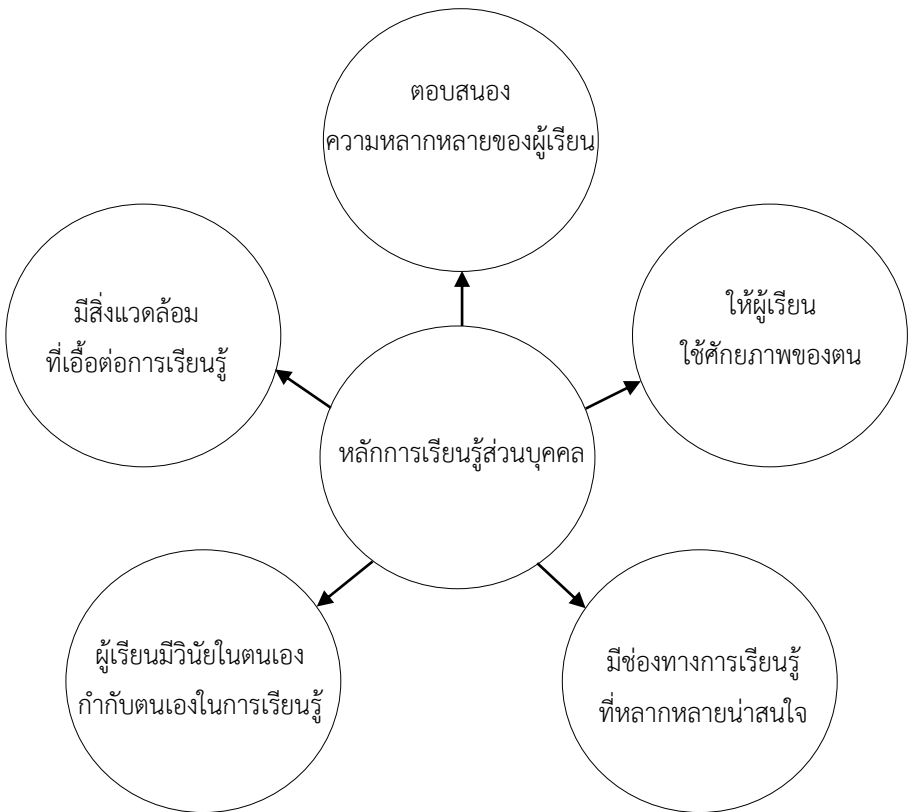 ตอบสนอง
ความหลากหลายของผู้เรียน
มีสิ่งแวดล้อม
ที่เอื้อต่อการเรียนรู้
ให้ผู้เรียน
ใช้ศักยภาพของตน
หลักการเรียนรู้ส่วนบุคคล
ผู้เรียนมีวินัยในตนเอง
กำกับตนเองในการเรียนรู้
มีช่องทางการเรียนรู้
ที่หลากหลายน่าสนใจ